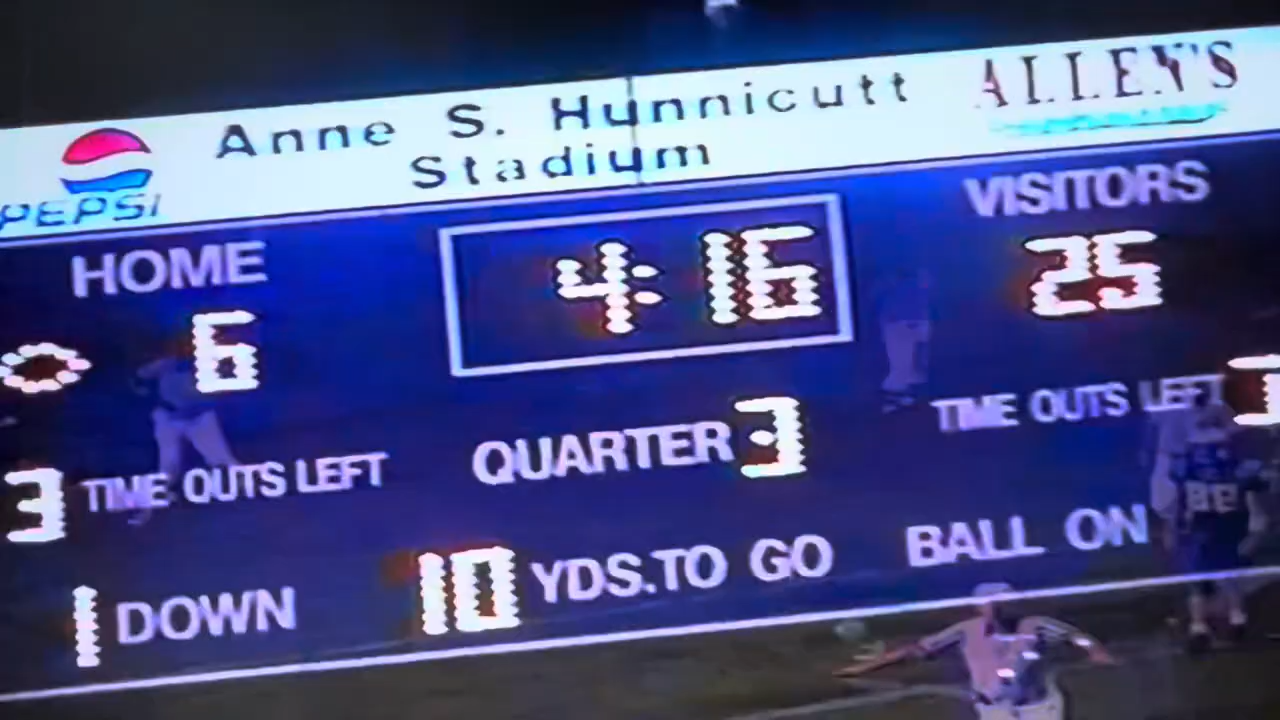 Anne S. Hunnicutt
Stadium
ALLEN'S
PEPSI
HOME
4:16
VISITORS
6
25
3 TIME OUTS LEFT
QUARTER 3
TIME OUTS LEFT
1 DOWN
10 YDS.TO GO
BALL ON